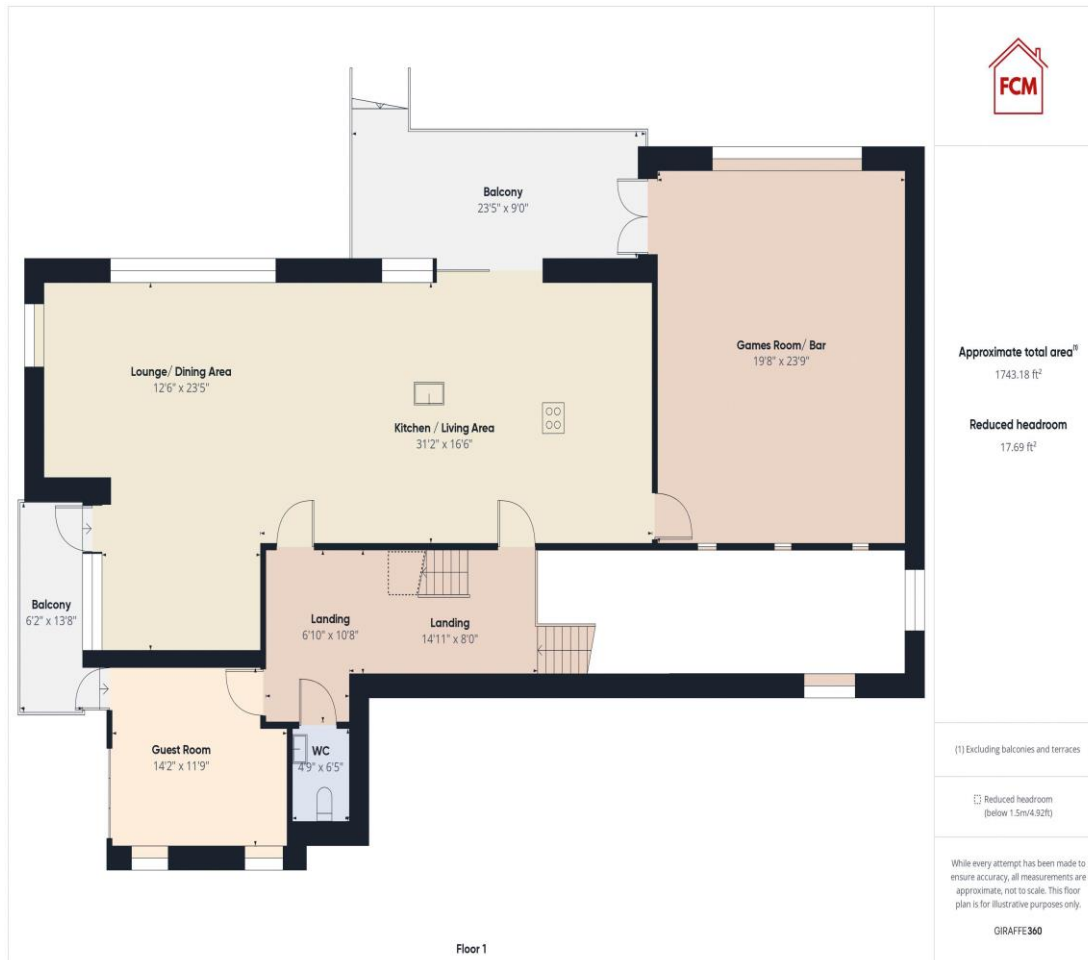 FCM
Balcony
23'5" x 9'0"
Games Room/ Bar
19'8" x 23'9"
Lounge/ Dining Area
12'6" x 23'5"
Kitchen / Living Area
31'2" x 16'6"
Balcony
6'2" x 13'8"
Landing
6'10" x 10'8"
Landing
14'11" x 8'0"
Guest Room
14'2" x 11'9"
WC
4'9" x 6'5"
Floor 1
Approximate total area(1)
1743.18 ft²
Reduced headroom
17.69 ft²
(1) Excluding balconies and terraces
Reduced headroom
(below 1.5m/4.92ft)
While every attempt has been made to
ensure accuracy, all measurements are
approximate, not to scale. This floor
plan is for illustrative purposes only.
GIRAFFE360